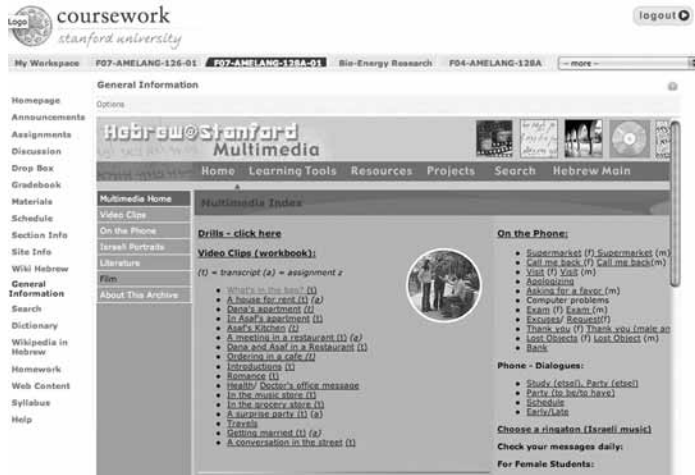 Logo
coursework
stanford university
logout
My Workspace F07-AMELANG-126-01 F07-AMELANG-128A-01 Bio-Energy Research F04-AMELANG-128A - more -
General Information
Options
Homepage
Announcements
Assignments
Discussion
Drop Box
Gradebook
Materials
Schedule
Section Info
Site Info
Wiki Hebrew
General
Information
Search
Dictionary
Wikipedia in
Hebrew
Homework
Web Content
Syllabus
Help
Hebrew@Stanford
Multimedia
Home Learning Tools Resources Projects Search Hebrew Main
Multimedia Home
Video Clips
On the Phone
Israeli Portraits
Literature
Film
About This Archive
Multimedia Index
Drills - click here
Video Clips (workbook):
(t) = transcript (a) = assignment z
What's in the bag? (t)
A house for rent (t) (a)
Dana's apartment (t)
In Asaf's apartment (t)
Asaf's Kitchen (t)
A meeting in a restaurant (t) (a)
Dana and Asaf in a Restaurant (t)
Ordering in a cafe (t)
Introductions (t)
Romance (t)
Health/ Doctor's office message
In the music store (t)
In the grocery store (t)
A surprise party (t) (a)
Travels
Getting married (t) (a)
A conversation in the street (t)
On the Phone:
Supermarket (f) Supermarket (m)
Call me back (f) Call me back(m)
Visit (f) Visit (m)
Apologizing
Asking for a favor (m)
Computer problems
Exam (f) Exam (m)
Excuses/ Request(f)
Thank you (f) Thank you (male an
Lost Objects (f) Lost Object (m)
Bank
Phone - Dialogues:
Study (etsel), Party (etsel)
Party (to be/to have)
Schedule
Early/Late
Choose a ringaton (Israeli music)
Check your messages daily:
For Female Students: